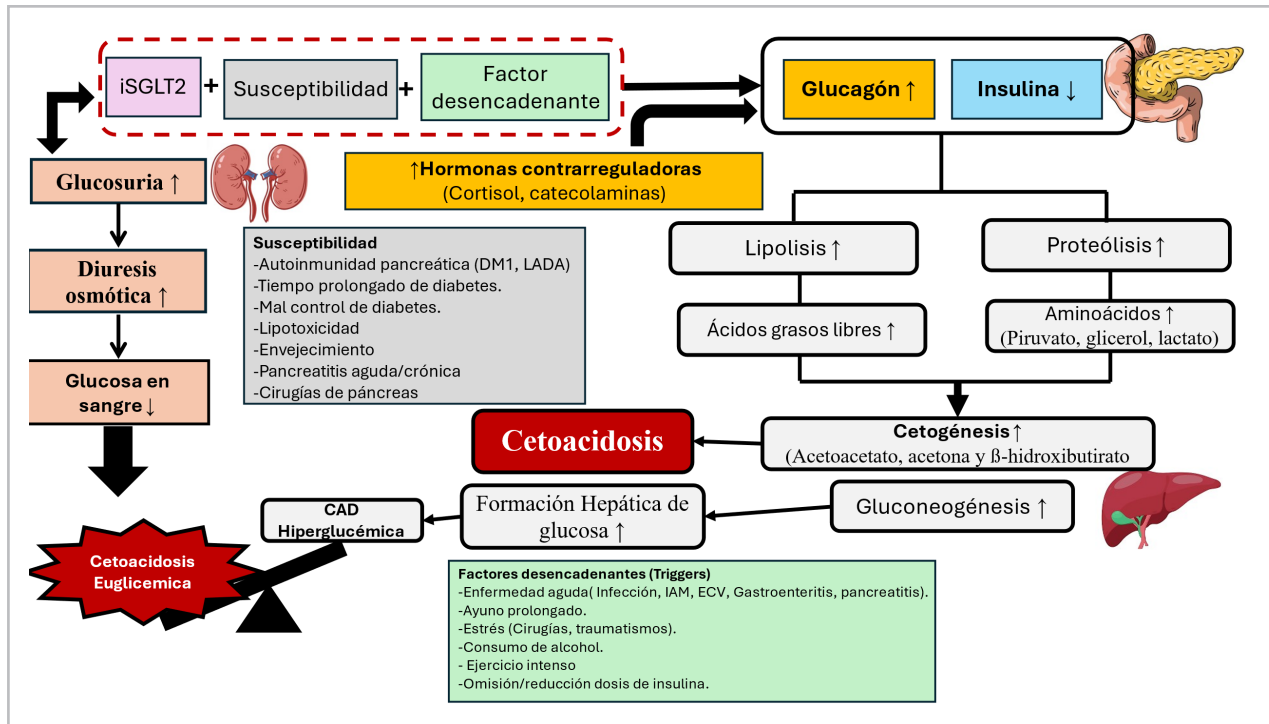 iSGLT2
+
Susceptibilidad
+
Factor
desencadenante
Glucagón ↑
Insulina ↓
↑Hormonas contrarreguladoras
(Cortisol, catecolaminas)
Glucosuria ↑
Diuresis
osmótica ↑
Glucosa en
sangre↓
Susceptibilidad
-Autoinmunidad pancreática (DM1, LADA)
-Tiempo prolongado de diabetes.
-Mal control de diabetes.
-Lipotoxicidad
-Envejecimiento
-Pancreatitis aguda/crónica
-Cirugías de páncreas
Lipolisis ↑
Proteólisis ↑
Ácidos grasos libres ↑
Aminoácidos ↑
(Piruvato, glicerol, lactato)
Cetogénesis ↑
(Acetoacetato, acetona y ß-hidroxibutirato
Cetoacidosis
Gluconeogénesis ↑
Formación Hepática de
glucosa ↑
CAD
Hiperglucémica
Cetoacidosis
Euglicemica
Factores desencadenantes (Triggers)
-Enfermedad aguda( Infección, IAM, ECV, Gastroenteritis, pancreatitis).
-Ayuno prolongado.
-Estrés (Cirugías, traumatismos).
-Consumo de alcohol.
- Ejercicio intenso
-Omisión/reducción dosis de insulina.